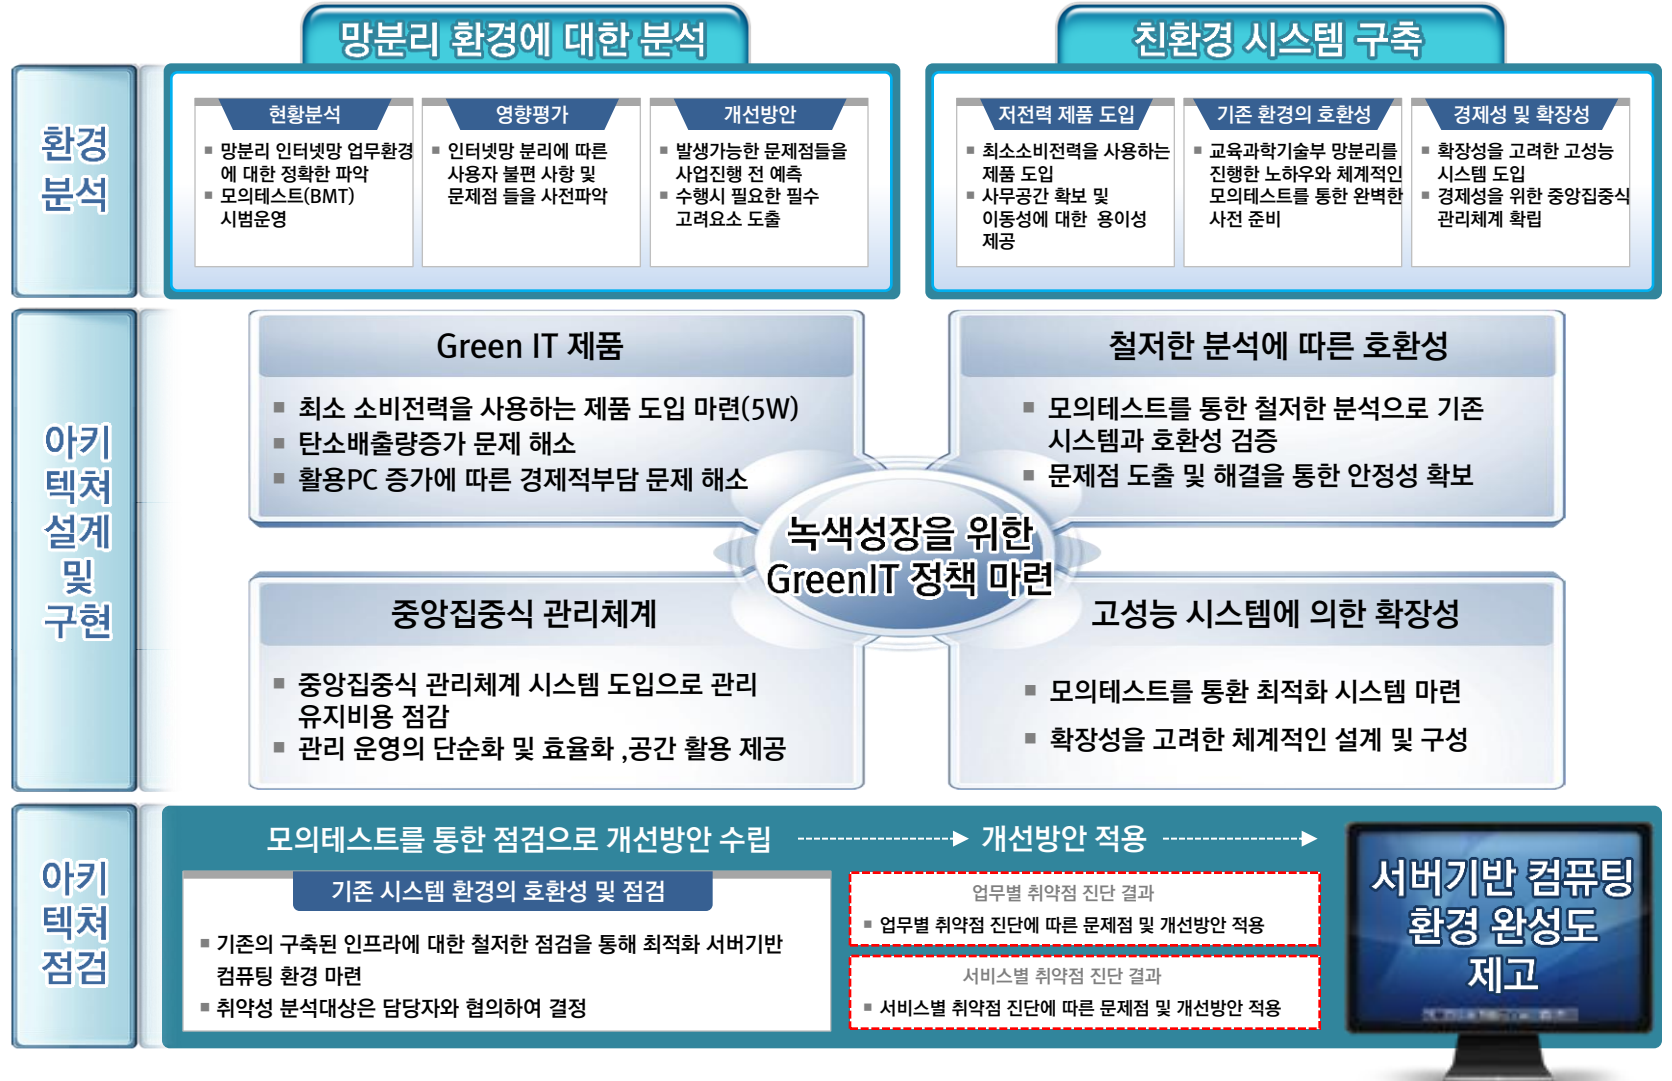 망분리 환경에 대한 분석
친환경 시스템 구축
환경
분석
현황분석
▪ 망분리 인터넷망 업무환경
에 대한 정확한 파악
▪ 모의테스트(BMT)
시범운영
영향평가
▪ 인터넷망 분리에 따른
사용자 불편 사항 및
문제점 들을 사전파악
개선방안
▪ 발생가능한 문제점들을
사업진행 전 예측
▪ 수행시 필요한 필수
고려요소 도출
저전력 제품 도입
▪ 최소소비전력을 사용하는
제품 도입
▪ 사무공간 확보 및
이동성에 대한 용이성
제공
기존 환경의 호환성
▪ 교육과학기술부 망분리를
진행한 노하우와 체계적인
모의테스트를 통한 완벽한
사전 준비
경제성 및 확장성
▪ 확장성을 고려한 고성능
시스템 도입
▪ 경제성을 위한 중앙집중식
관리체계 확립
아키
텍쳐
설계
및
구현
Green IT 제품
▪ 최소 소비전력을 사용하는 제품 도입 마련(5W)
▪ 탄소배출량증가 문제 해소
▪ 활용PC 증가에 따른 경제적부담 문제 해소
철저한 분석에 따른 호환성
▪ 모의테스트를 통한 철저한 분석으로 기존
시스템과 호환성 검증
▪ 문제점 도출 및 해결을 통한 안정성 확보
녹색성장을 위한
GreenIT 정책 마련
중앙집중식 관리체계
▪ 중앙집중식 관리체계 시스템 도입으로 관리
유지비용 점감
▪ 관리 운영의 단순화 및 효율화 ,공간 활용 제공
고성능 시스템에 의한 확장성
▪ 모의테스트를 통환 최적화 시스템 마련
▪ 확장성을 고려한 체계적인 설계 및 구성
아키
텍쳐
점검
모의테스트를 통한 점검으로 개선방안 수립
개선방안 적용
기존 시스템 환경의 호환성 및 점검
▪ 기존의 구축된 인프라에 대한 철저한 점검을 통해 최적화 서버기반
컴퓨팅 환경 마련
▪ 취약성 분석대상은 담당자와 협의하여 결정
업무별 취약점 진단 결과
▪ 업무별 취약점 진단에 따른 문제점 및 개선방안 적용
서비스별 취약점 진단 결과
▪ 서비스별 취약점 진단에 따른 문제점 및 개선방안 적용
서버기반 컴퓨팅
환경 완성도
제고